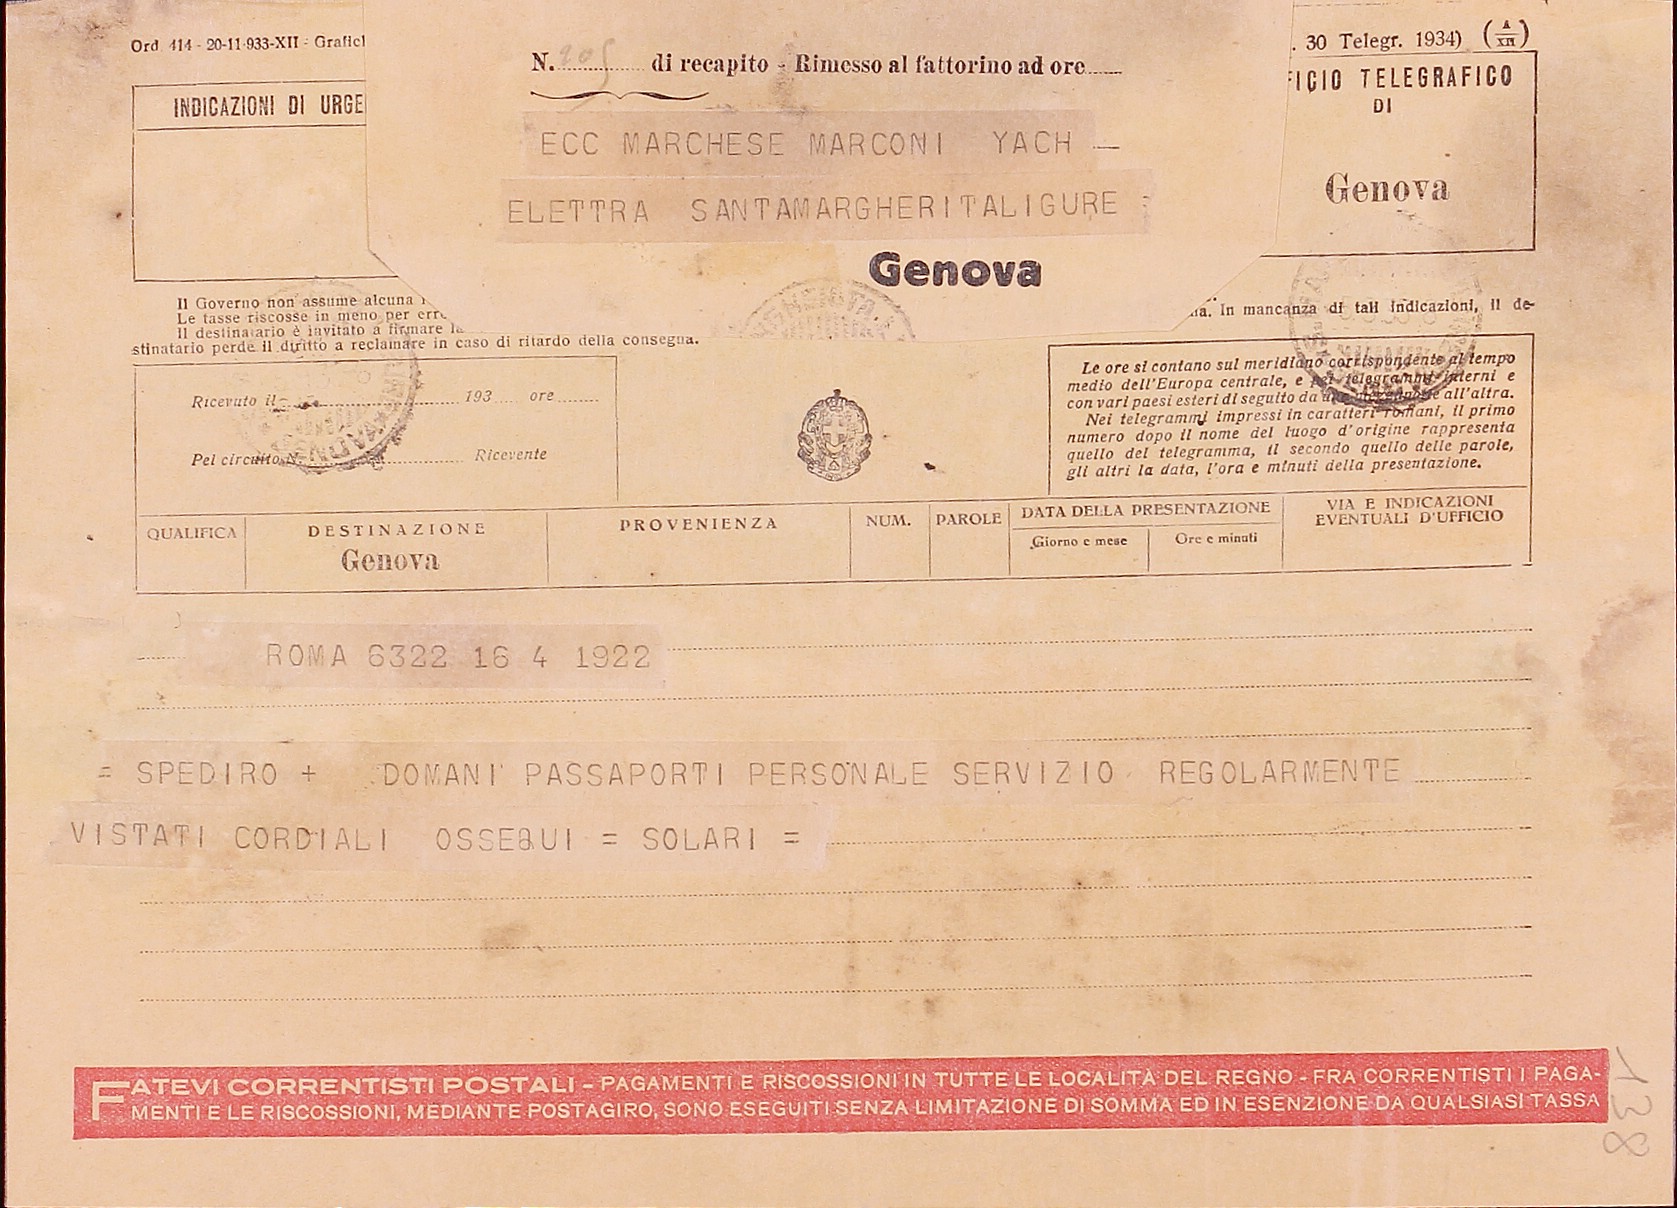 Ord 414 - 20-11-933-XII - Grafici
. 30 Telegr. 1934) (A/XII)
N. 205 di recapito - Rimesso al fattorino ad ore
INDICAZIONI DI URGE
FICIO TELEGRAFICO
DI
Genova
ECC MARCHESE MARCONI YACH —
ELETTRA SANTAMARGHERITALIGURE =
Genova
Il Governo non assume alcuna
Le tasse riscosse in meno per
Il destinatario è invitato a firmare
In mancanza di tali indicazioni, il de-
stinatario perde il diritto a reclamare in caso di ritardo della consegna.
Ricevuto il 193 ore
Pel circuito N. Ricevente
Le ore si contano sul meridiano corrispondente al tempo
medio dell'Europa centrale, e per telegrammi interni e
con vari paesi esteri di seguito da all'altra.
Nei telegrammi impressi in caratteri romani, il primo
numero dopo il nome del luogo d'origine rappresenta
quello del telegramma, il secondo quello delle parole,
gli altri la data, l'ora e minuti della presentazione.
QUALIFICA
DESTINAZIONE
Genova
PROVENIENZA
NUM.
PAROLE
DATA DELLA PRESENTAZIONE
Giorno e mese
Ore e minuti
VIA E INDICAZIONI
EVENTUALI D'UFFICIO
ROMA 6322 16 4 1922
= SPEDIRO + DOMANI PASSAPORTI PERSONALE SERVIZIO REGOLARMENTE
VISTATI CORDIALI OSSEQUI = SOLARI =
FATEVI CORRENTISTI POSTALI - PAGAMENTI E RISCOSSIONI IN TUTTE LE LOCALITÀ DEL REGNO - FRA CORRENTISTI I PAGA-
MENTI E LE RISCOSSIONI, MEDIANTE POSTAGIRO, SONO ESEGUITI SENZA LIMITAZIONE DI SOMMA ED IN ESENZIONE DA QUALSIASI TASSA
138